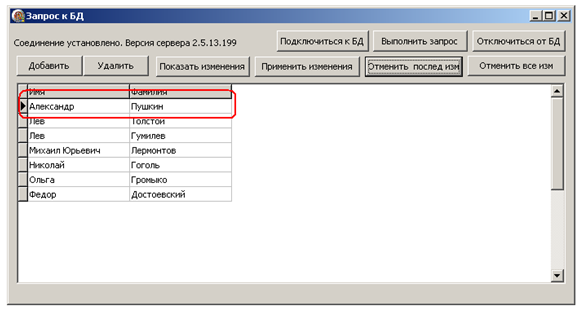 Запрос к БД
Соединение установлено. Версия сервера 2.5.13.199 Подключиться к БД Выполнить запрос Отключиться от БД
Добавить Удалить Показать изменения Применить изменения Отменить послед изм Отменить все изм
Имя Фамилия
Александр Пушкин
Лев Толстой
Лев Гумилев
Михаил Юрьевич Лермонтов
Николай Гоголь
Ольга Громыко
Федор Достоевский